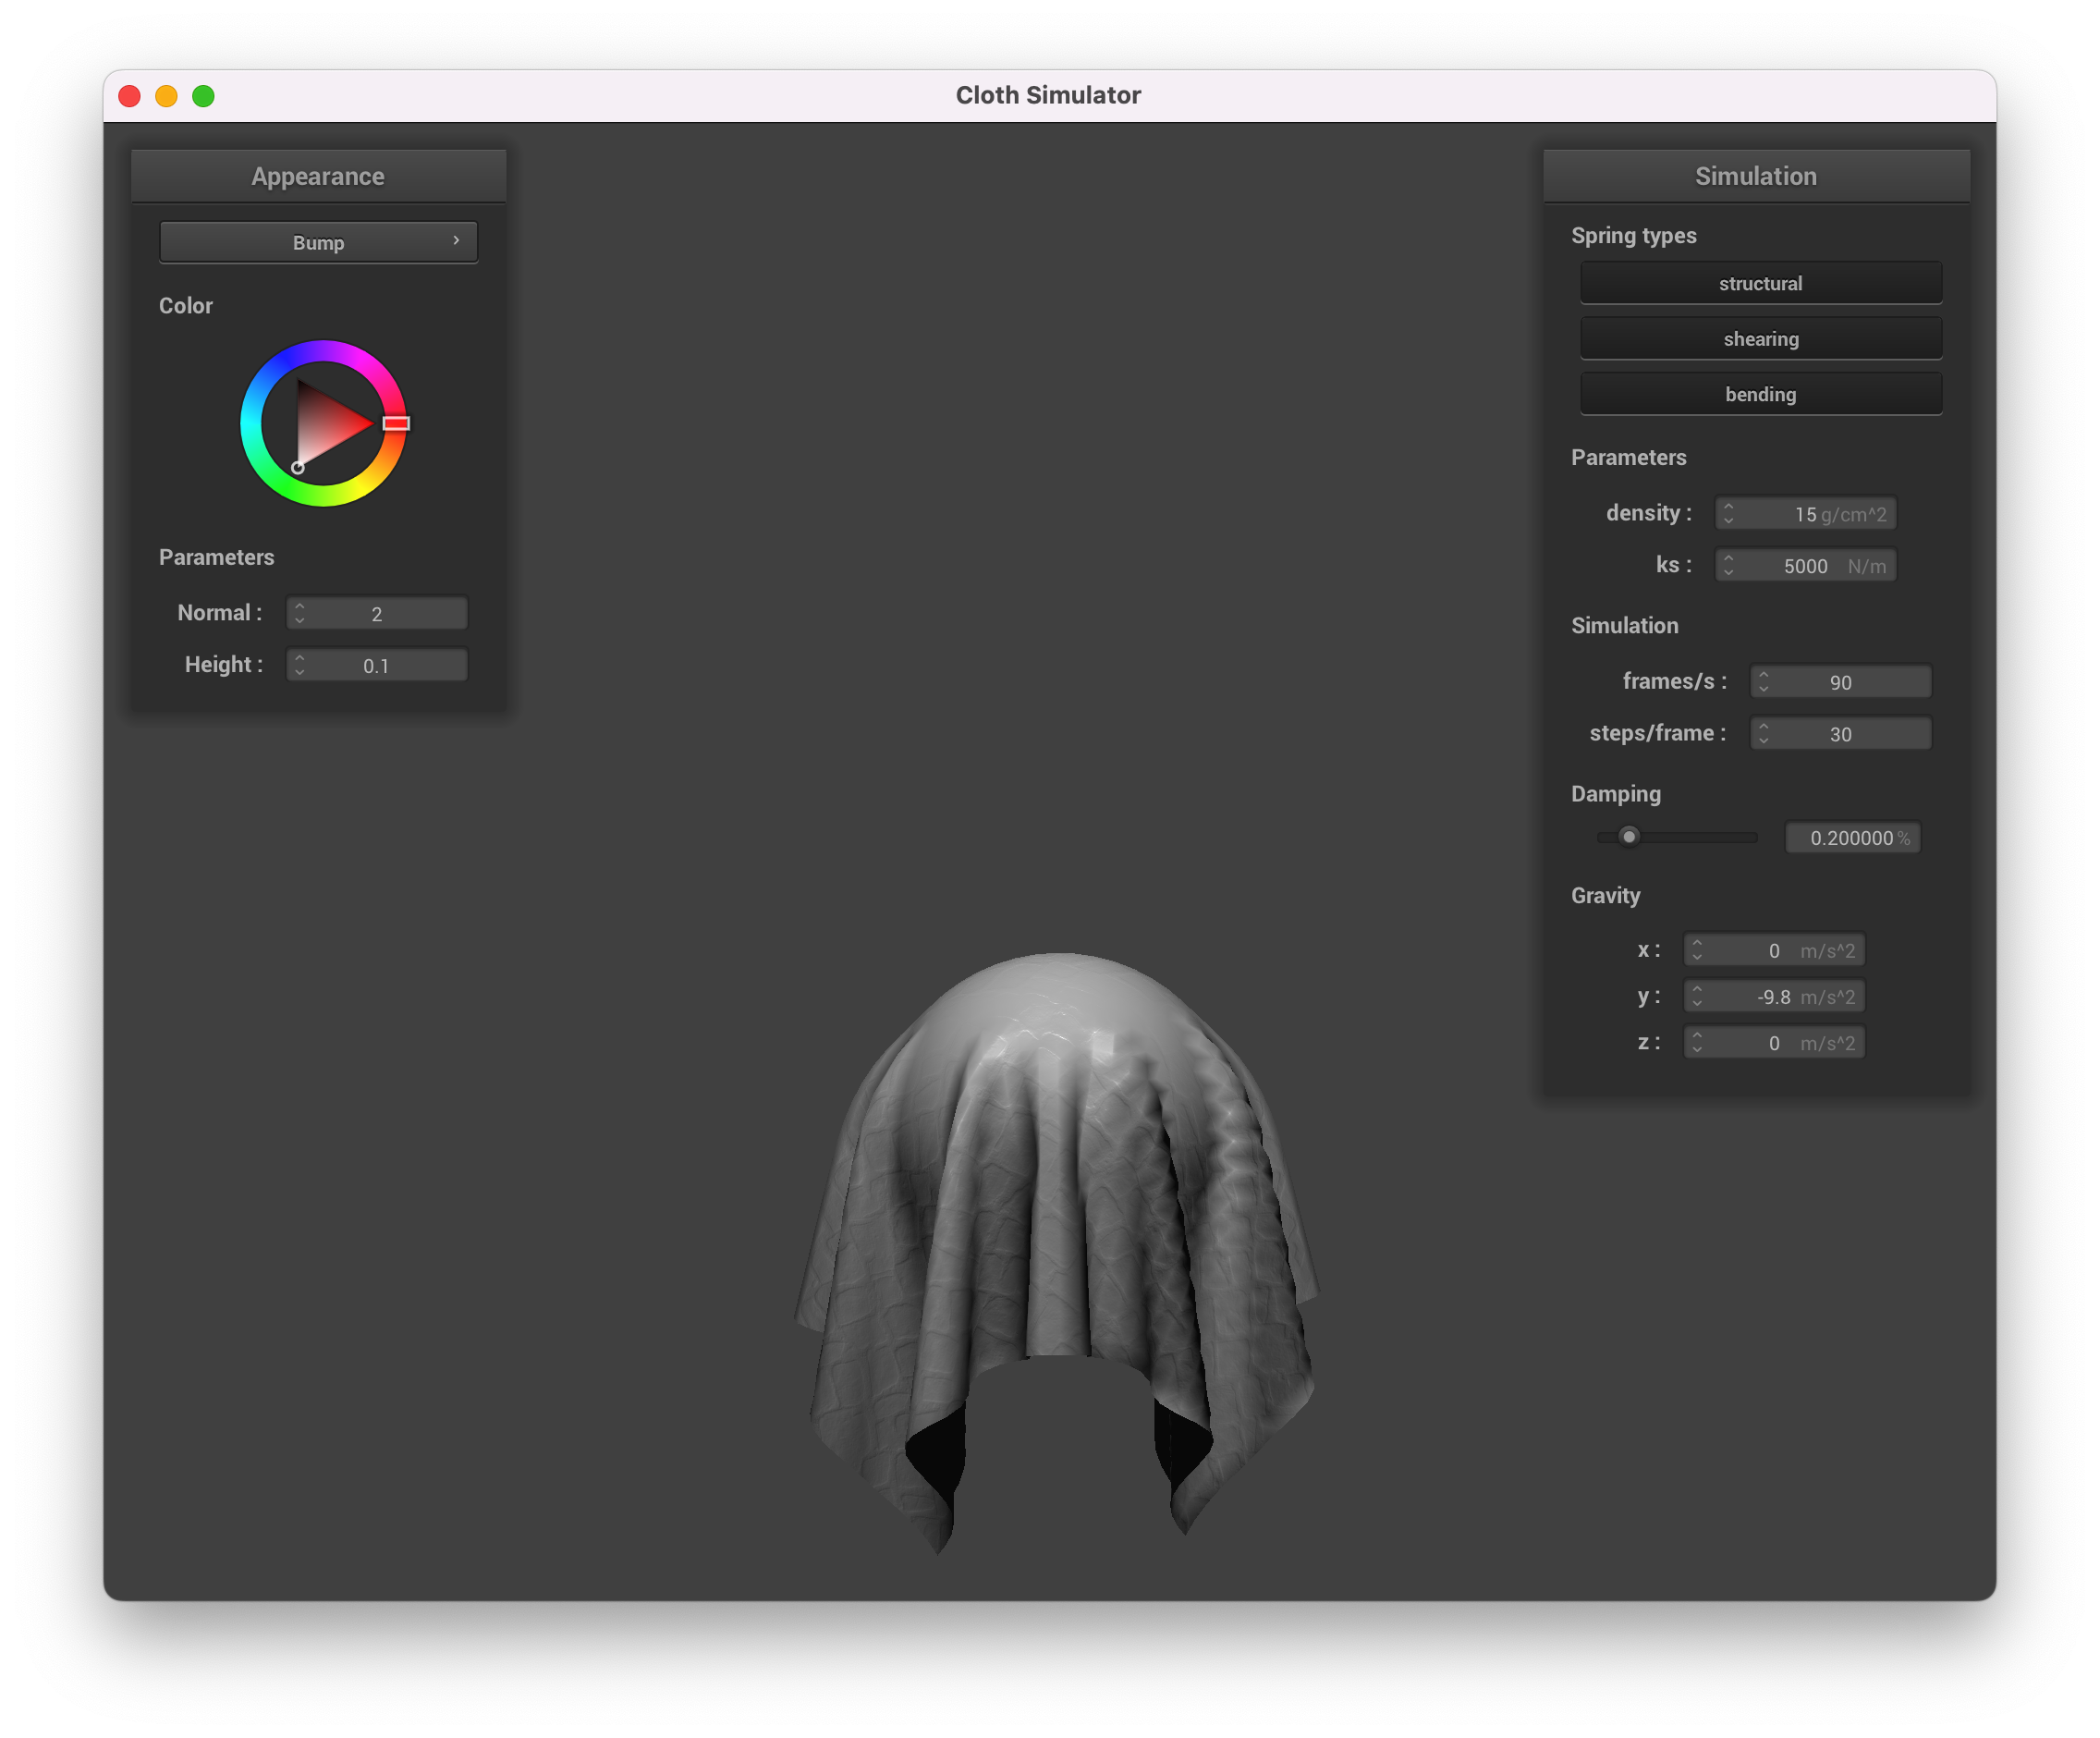 Cloth Simulator
Appearance
Bump
Color
Parameters
Normal : 2
Height : 0.1
Simulation
Spring types
structural
shearing
bending
Parameters
density : 15 g/cm^2
ks : 5000 N/m
Simulation
frames/s : 90
steps/frame : 30
Damping
0.200000 %
Gravity
x : 0 m/s^2
y : -9.8 m/s^2
z : 0 m/s^2